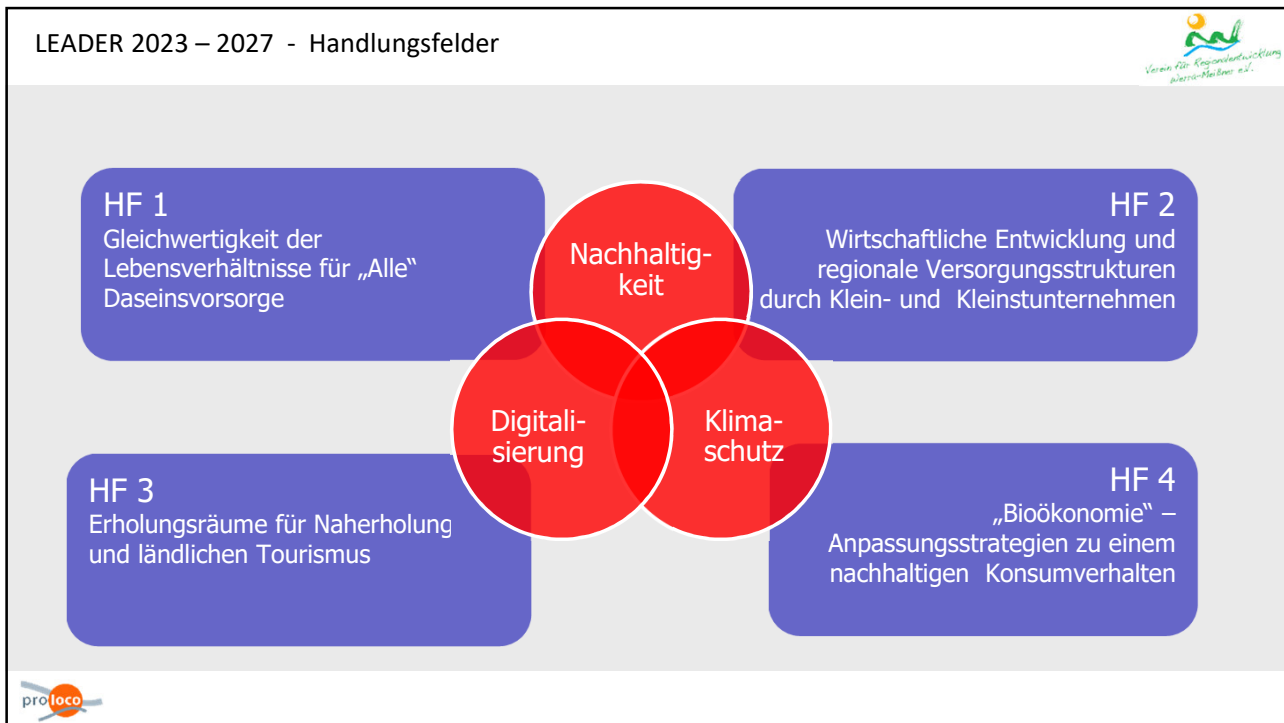 LEADER 2023 – 2027 - Handlungsfelder
Verein für Regionalentwicklung
Werra-Meißner e.V.
HF 1
Gleichwertigkeit der
Lebensverhältnisse für „Alle“
Daseinsvorsorge
HF 2
Wirtschaftliche Entwicklung und
regionale Versorgungsstrukturen
durch Klein- und Kleinstunternehmen
Nachhaltig-
keit
Digitali-
sierung
Klima-
schutz
HF 3
Erholungsräume für Naherholung
und ländlichen Tourismus
HF 4
„Bioökonomie“ –
Anpassungsstrategien zu einem
nachhaltigen Konsumverhalten
proloco